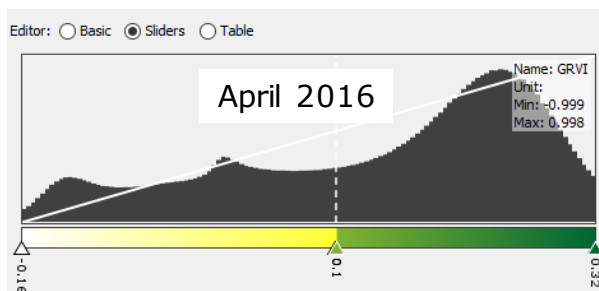 Editor: Basic Sliders Table
April 2016
Name: GRVI
Unit:
Min: -0.999
Max: 0.998
-0.16
0.1
0.32